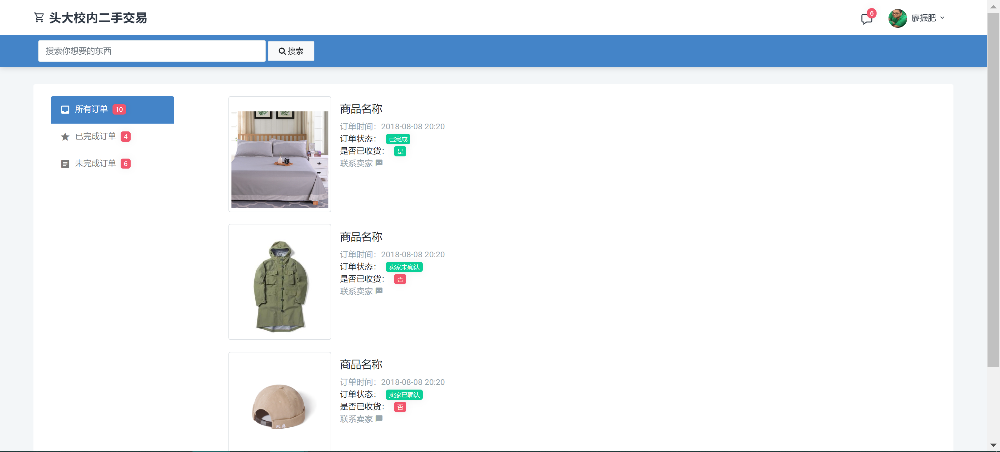 头大校内二手交易
6
廖振肥
搜索你想要的东西
搜索
所有订单 10
已完成订单 4
未完成订单 6
商品名称
订单时间：2018-08-08 20:20
订单状态： 已完成
是否已收货： 是
联系卖家
商品名称
订单时间：2018-08-08 20:20
订单状态： 卖家未确认
是否已收货： 否
联系卖家
商品名称
订单时间：2018-08-08 20:20
订单状态： 卖家已确认
是否已收货： 否
联系卖家
天真